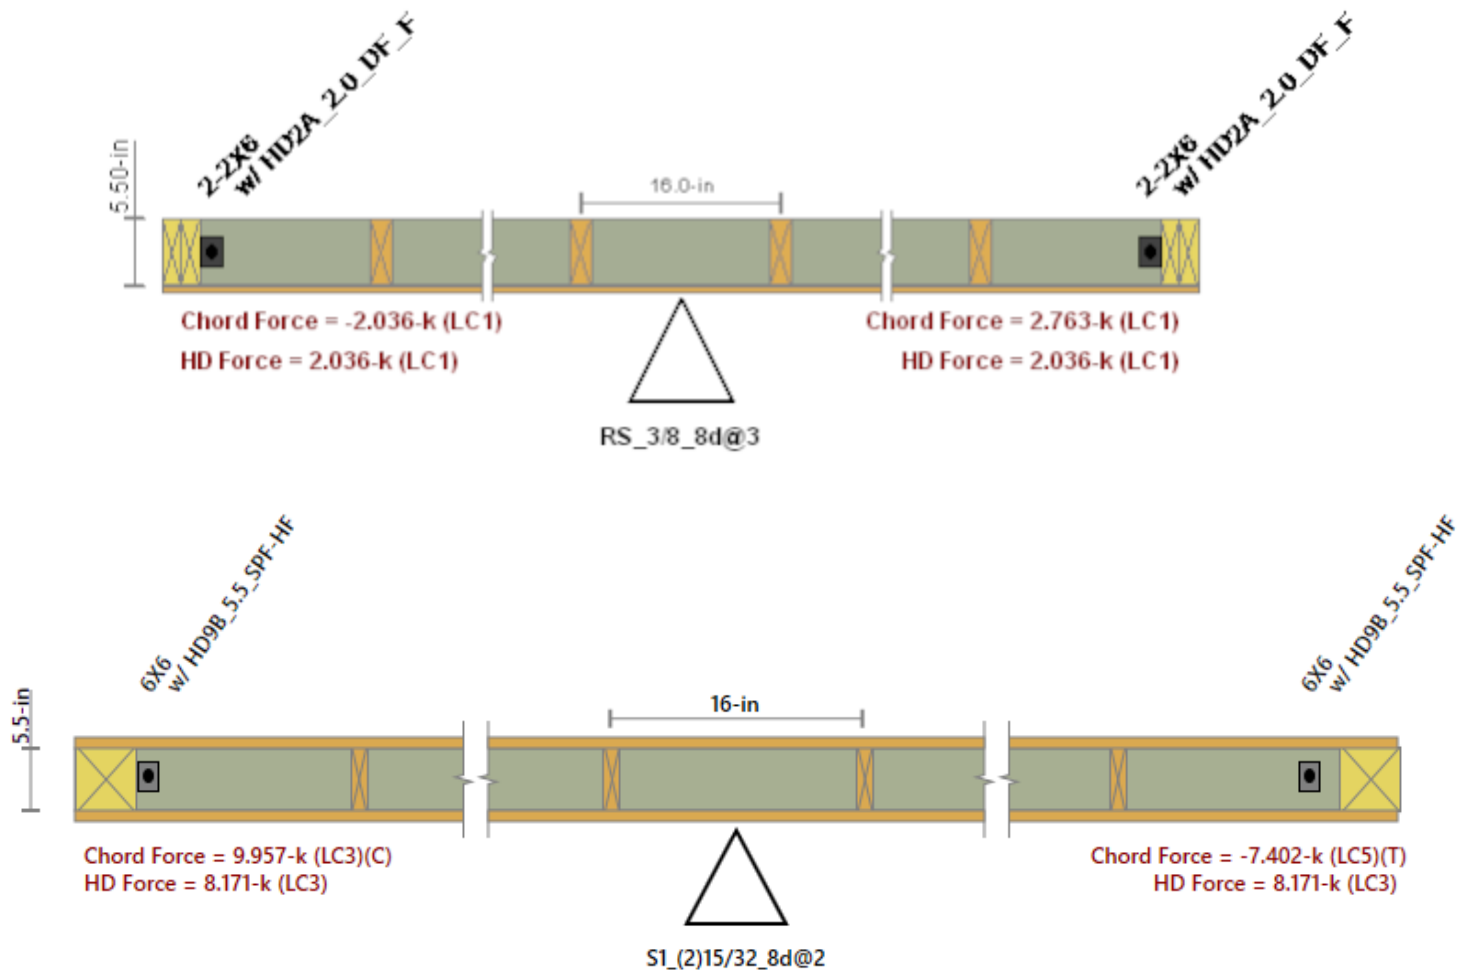 2-2X6
w/ HD2A_2.0_DF_F
2-2X6
w/ HD2A_2.0_DF_F
5.50-in
16.0-in
Chord Force = -2.036-k (LC1)
HD Force = 2.036-k (LC1)
Chord Force = 2.763-k (LC1)
HD Force = 2.036-k (LC1)
RS_3/8_8d@3
6X6
w/ HD9B_5.5_SPF-HF
6X6
w/ HD9B_5.5_SPF-HF
5.5-in
16-in
Chord Force = 9.957-k (LC3)(C)
HD Force = 8.171-k (LC3)
Chord Force = -7.402-k (LC5)(T)
HD Force = 8.171-k (LC3)
S1_(2)15/32_8d@2